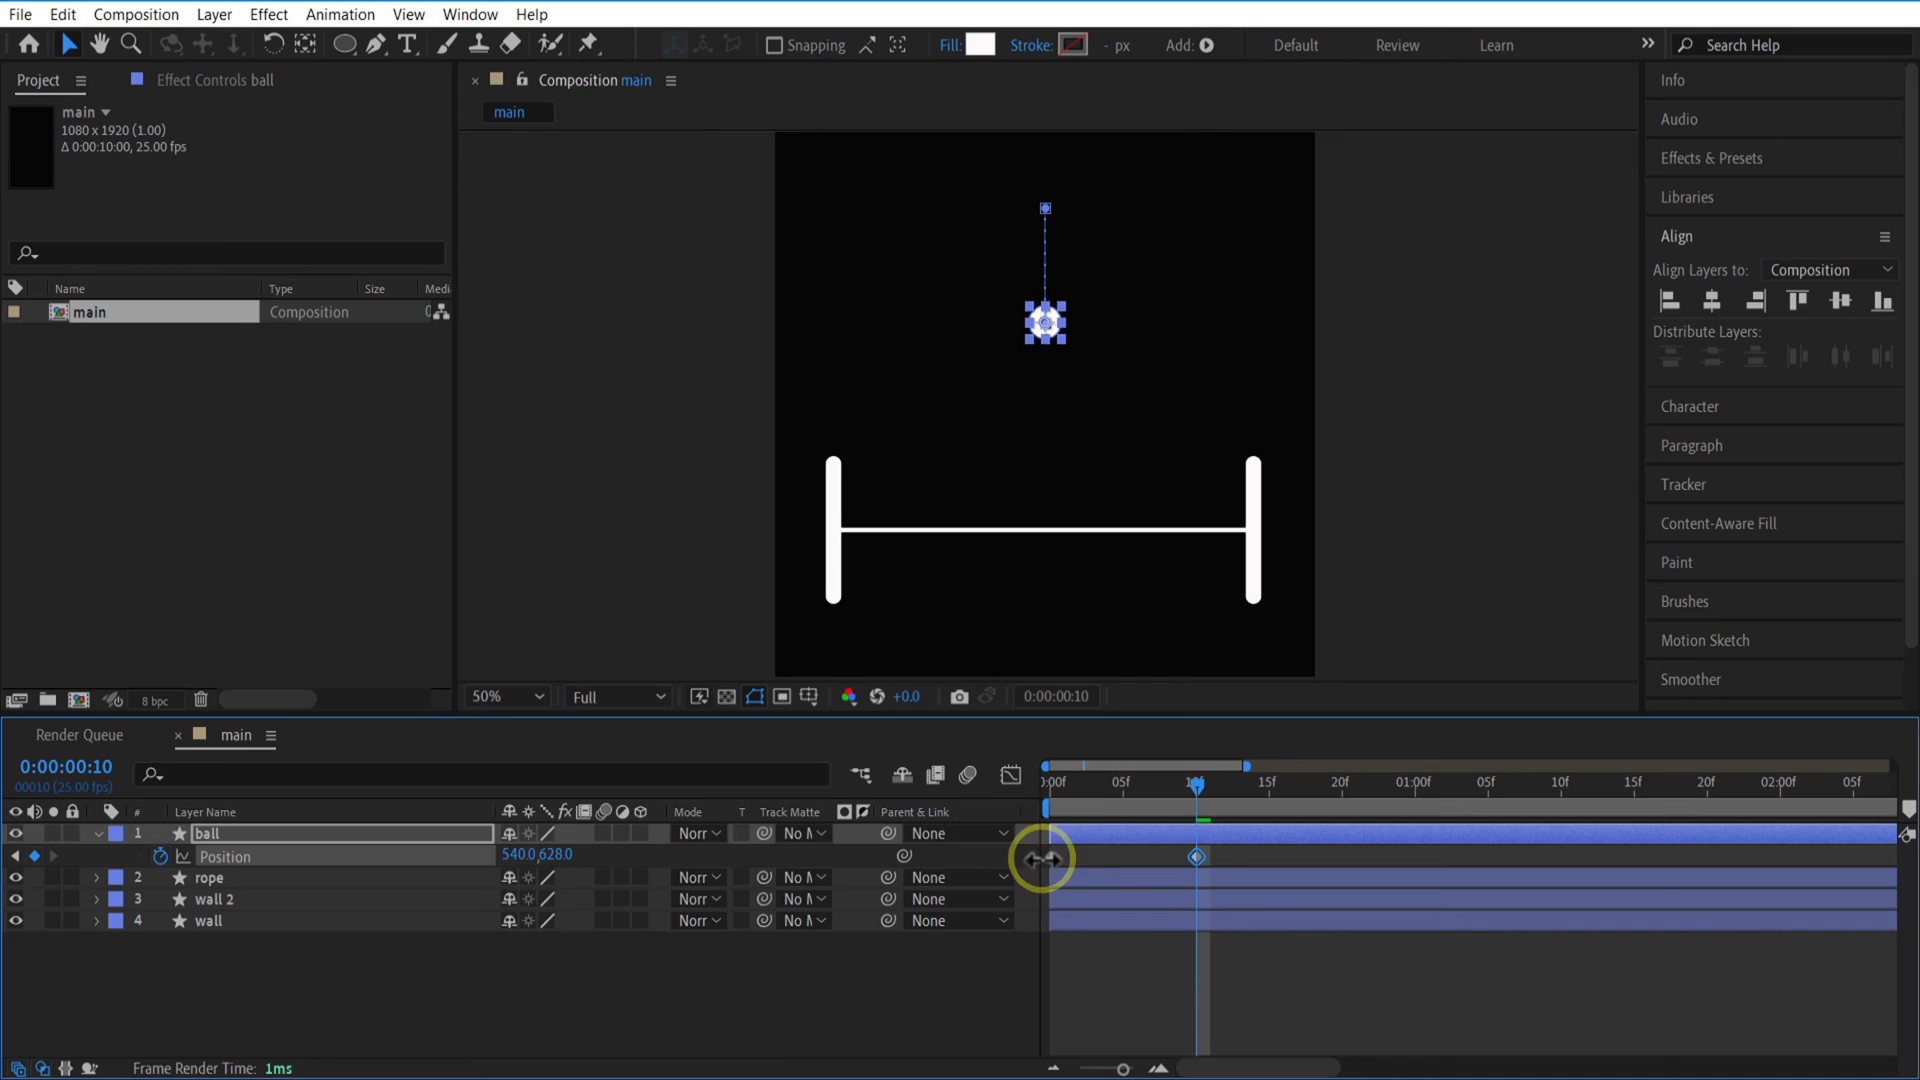 File Edit Composition Layer Effect Animation View Window Help
Snapping Fill: Stroke: - px Add: Default Review Learn Search Help
Project Effect Controls ball
Composition main
main
main
1080 x 1920 (1.00)
Δ 0:00:10:00, 25.00 fps
Name Type Size Medi
main Composition
8 bpc
50% Full +0.0 0:00:00:10
Info
Audio
Effects & Presets
Libraries
Align
Align Layers to: Composition
Distribute Layers:
Character
Paragraph
Tracker
Content-Aware Fill
Paint
Brushes
Motion Sketch
Smoother
Render Queue main
0:00:00:10
00010 (25.00 fps)
05f 15f 20f 01:00f 05f 10f 15f 20f 02:00f 05f
# Layer Name Mode T Track Matte Parent & Link
1 ball Norr No M None
Position 540.0,628.0
2 rope Norr No M None
3 wall 2 Norr No M None
4 wall Norr No M None
Frame Render Time: 1ms